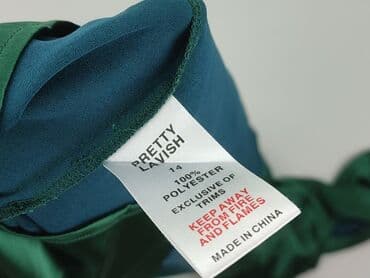 PRETTY
LAVISH
14
100%
POLYESTER
EXCLUSIVE OF
TRIMS
KEEP AWAY
FROM FIRE
AND FLAMES
MADE IN CHINA